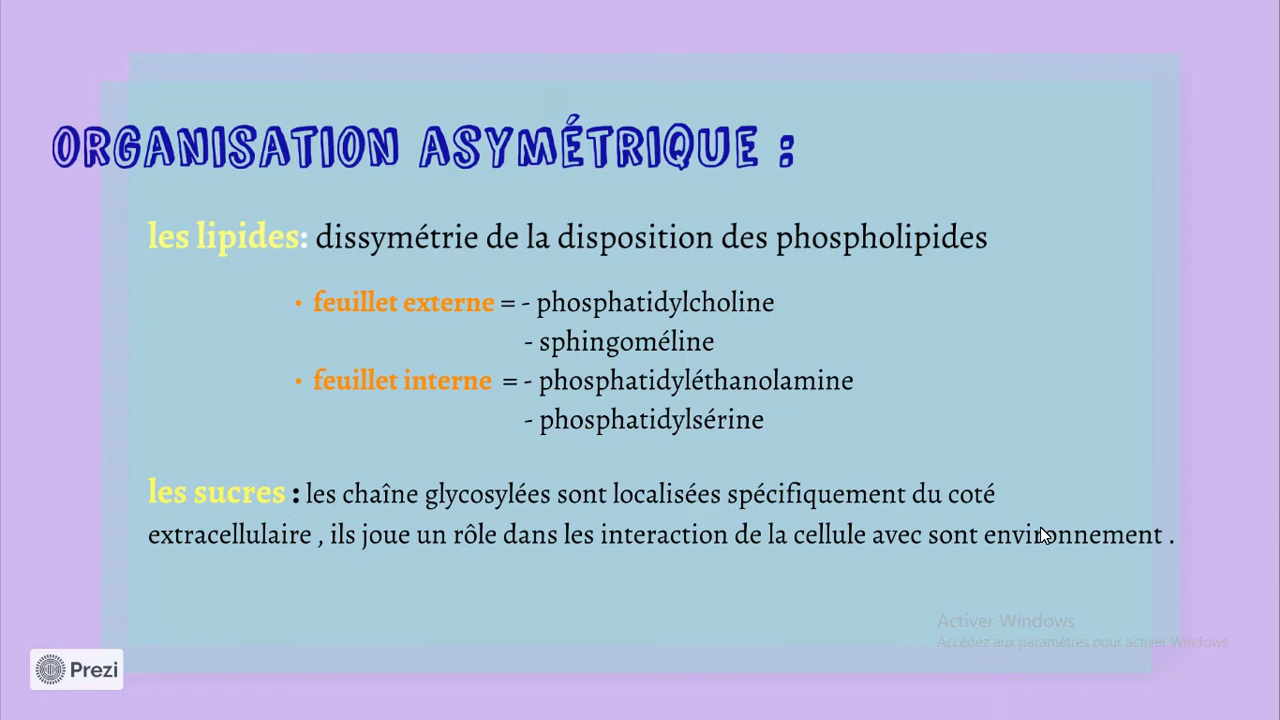 ORGANISATION ASYMÉTRIQUE :
les lipides: dissymétrie de la disposition des phospholipides
• feuillet externe = - phosphatidylcholine
- sphingoméline
• feuillet interne = - phosphatidyléthanolamine
- phosphatidylsérine
les sucres : les chaîne glycosylées sont localisées spécifiquement du coté
extracellulaire , ils joue un rôle dans les interaction de la cellule avec sont environnement .
Activer Windows
Accédez aux paramètres pour activer Windows.
Prezi